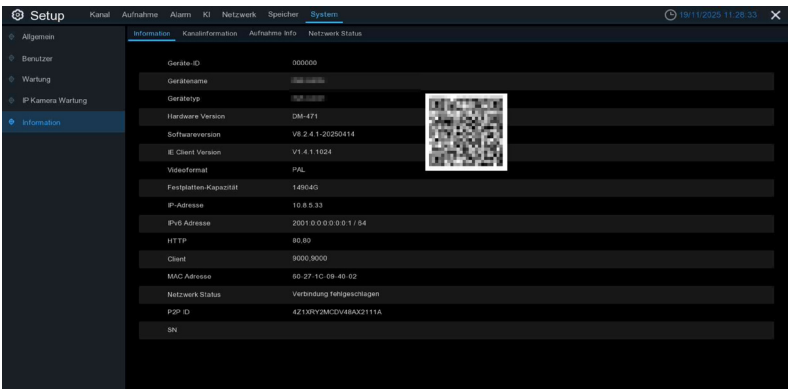 Setup Kanal Aufnahme Alarm KI Netzwerk Speicher System 19/11/2025 11:26:33
Information Kanalinformation Aufnahme Info Netzwerk Status
Allgemein
Benutzer
Wartung
IP Kamera Wartung
Information
Geräte-ID 000000
Gerätename
Gerätetyp
Hardware Version DM-471
Softwareversion V8.2.4.1-20250414
IE Client Version V1.4.1.1024
Videoformat PAL
Festplatten-Kapazität 14904G
IP-Adresse 10.8.5.33
IPv6 Adresse 2001:0:0:0:0:0:0:1 / 64
HTTP 80,80
Client 9000,9000
MAC Adresse 60-27-1C-09-40-02
Netzwerk Status Verbindung fehlgeschlagen
P2P ID 4Z1XRY2MCDV48AX2111A
SN